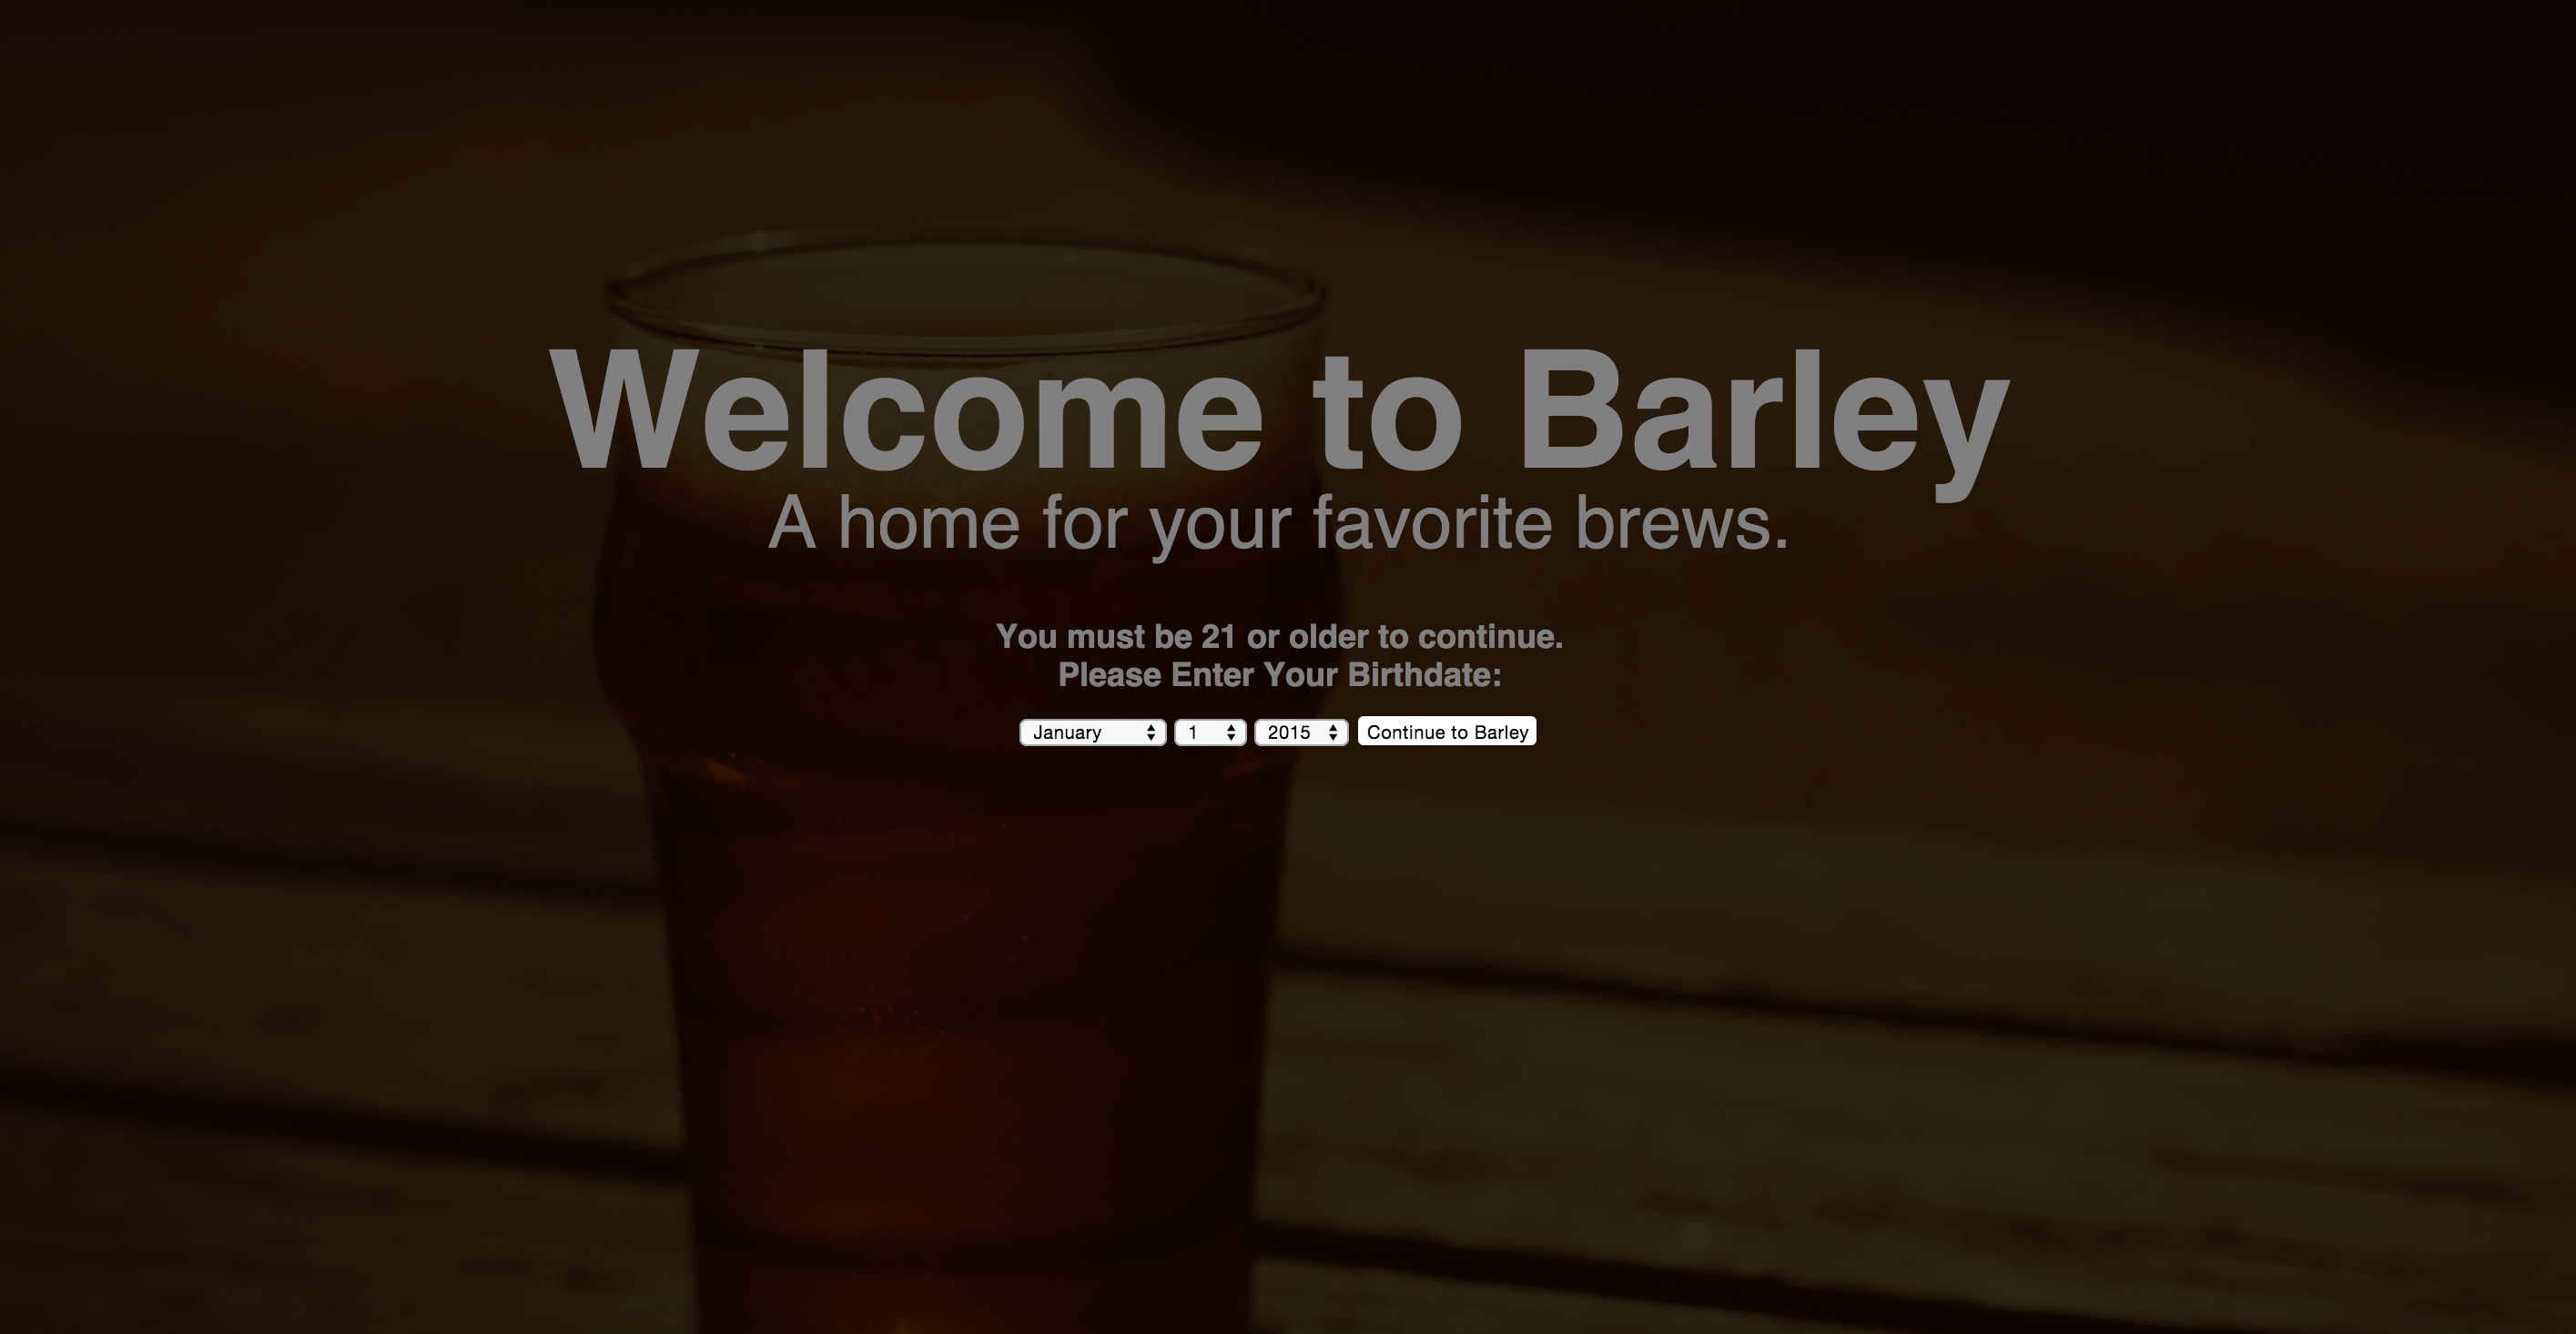 Welcome to Barley
A home for your favorite brews.
You must be 21 or older to continue.
Please Enter Your Birthdate:
January 1 2015 Continue to Barley